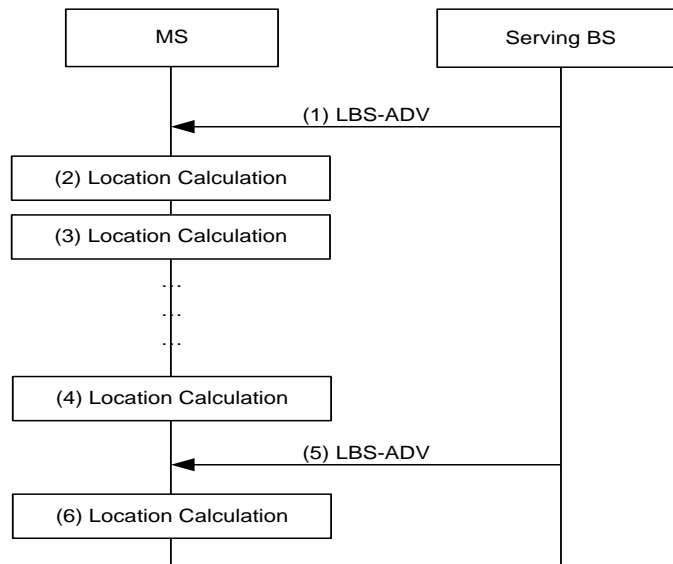 MS
Serving BS
(1) LBS-ADV
(2) Location Calculation
(3) Location Calculation
...
...
...
(4) Location Calculation
(5) LBS-ADV
(6) Location Calculation